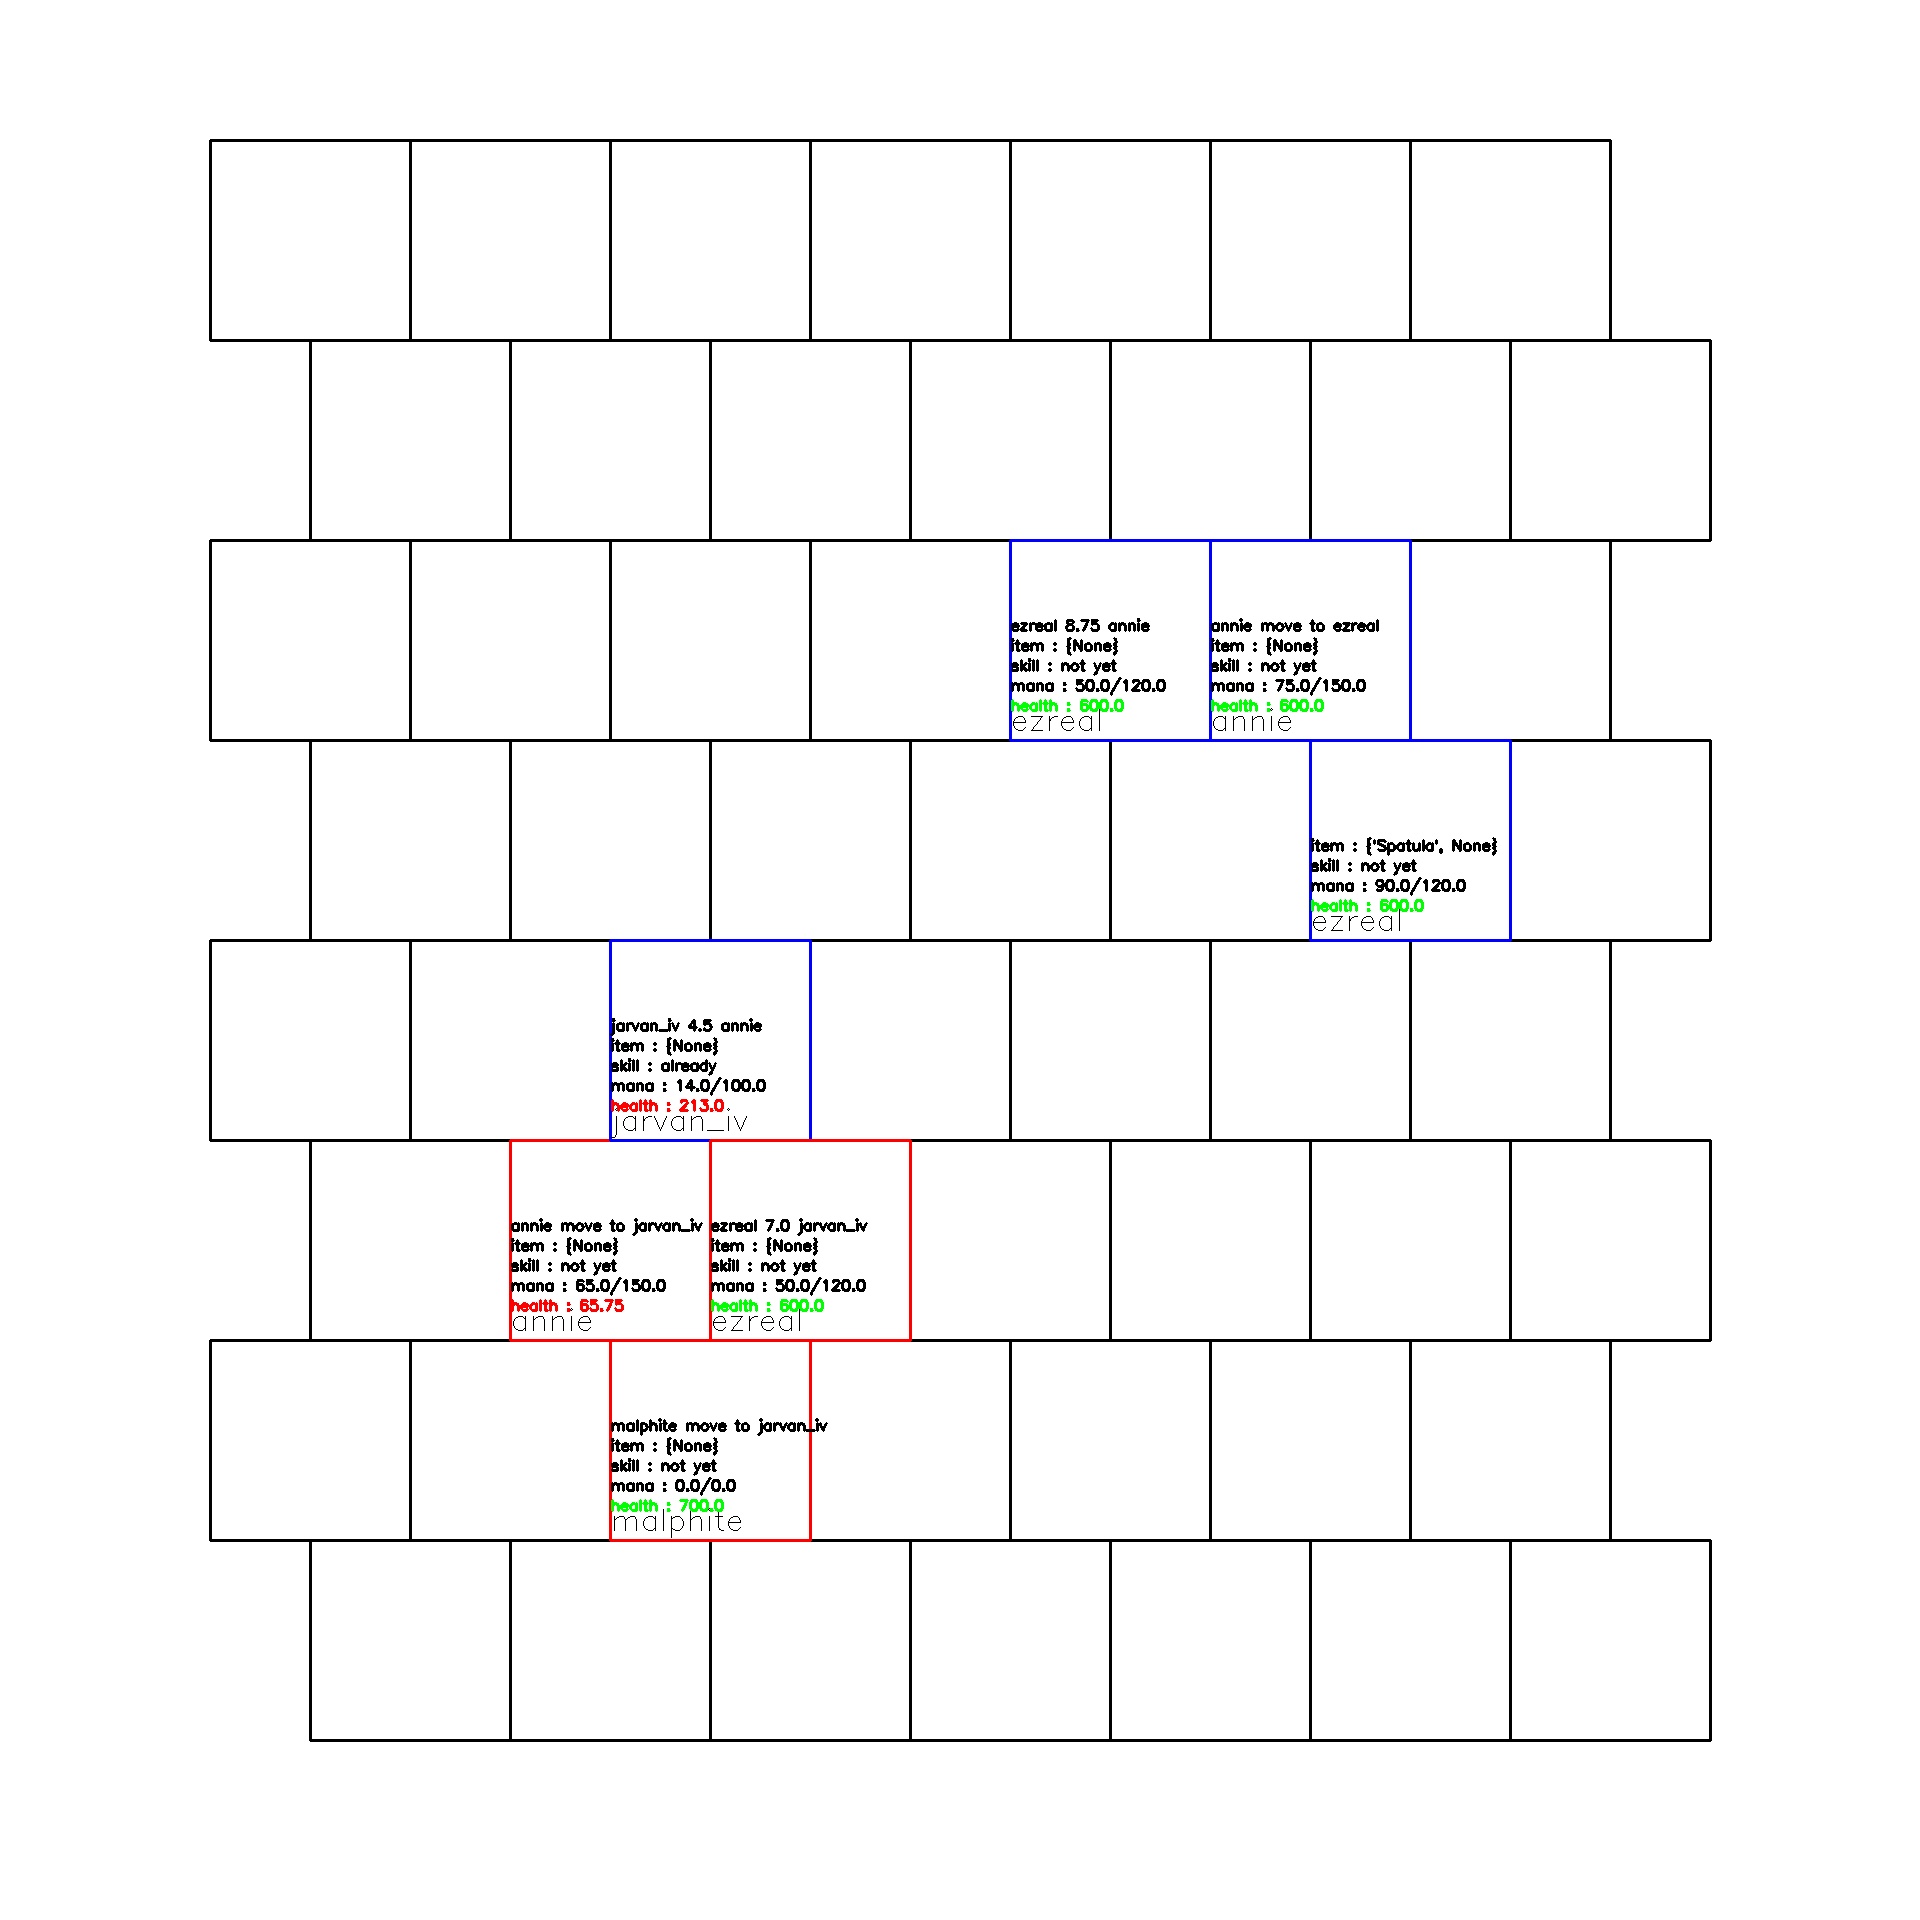 ezreal 8.75 annie
item : {None}
skill : not yet
mana : 50.0/120.0
health : 600.0
ezreal
annie move to ezreal
item : {None}
skill : not yet
mana : 75.0/150.0
health : 600.0
annie
item : {'Spatula', None}
skill : not yet
mana : 90.0/120.0
health : 600.0
ezreal
jarvan_iv 4.5 annie
item : {None}
skill : already
mana : 14.0/100.0
health : 213.0
jarvan_iv
annie move to jarvan_iv
item : {None}
skill : not yet
mana : 65.0/150.0
health : 65.75
annie
ezreal 7.0 jarvan_iv
item : {None}
skill : not yet
mana : 50.0/120.0
health : 600.0
ezreal
malphite move to jarvan_iv
item : {None}
skill : not yet
mana : 0.0/0.0
health : 700.0
malphite